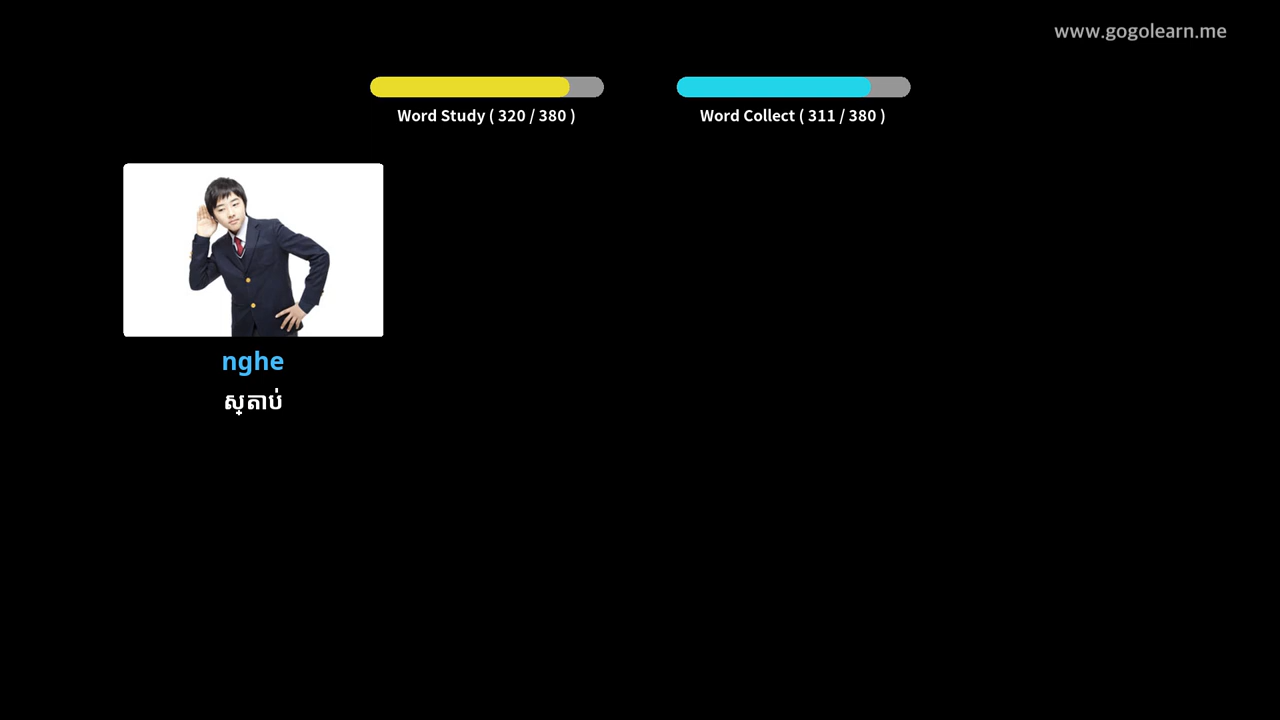 www.gogolearn.me
Word Study ( 320 / 380 )
Word Collect ( 311 / 380 )
nghe
ស្តាប់